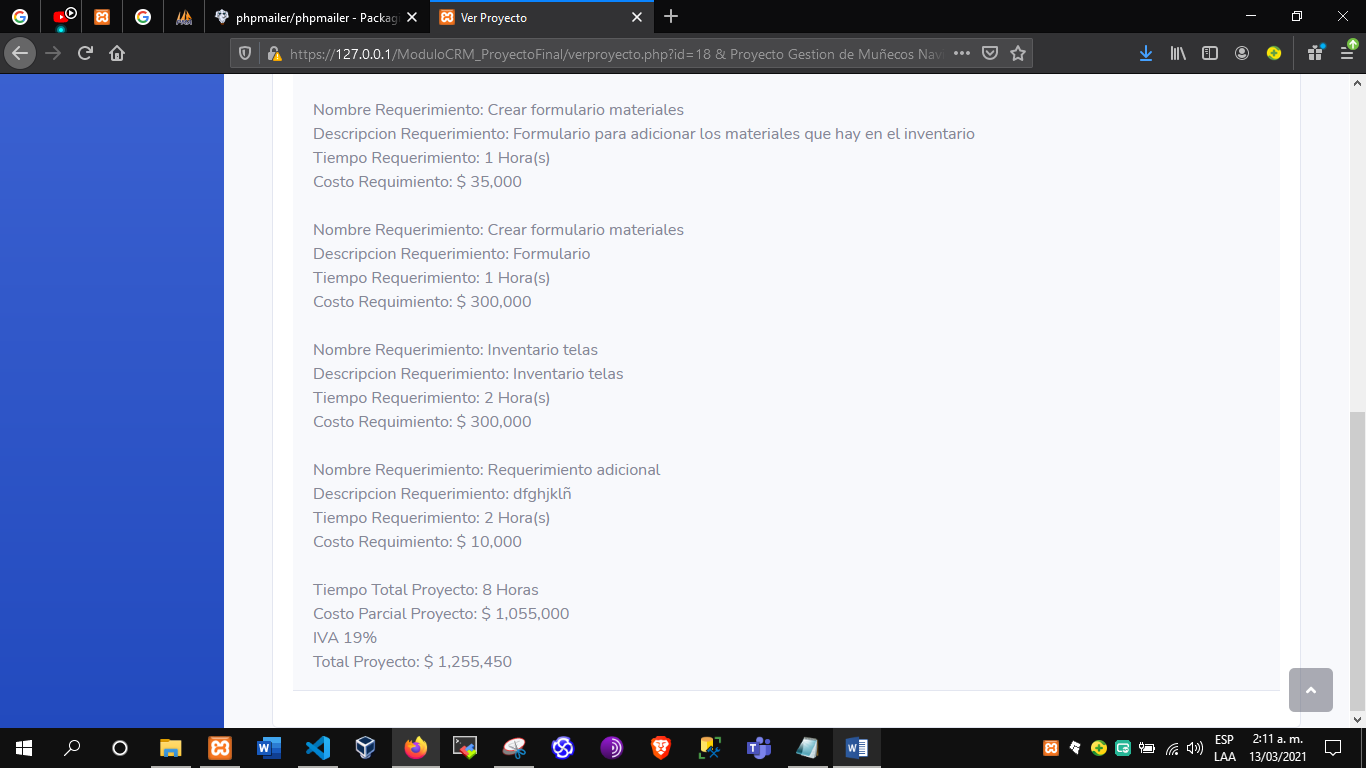 phpmailer/phpmailer - Packag
Ver Proyecto
https://127.0.0.1/ModuloCRM_ProyectoFinal/verproyecto.php?id=18 & Proyecto Gestion de Muñecos Navi
Nombre Requerimiento: Crear formulario materiales
Descripcion Requerimiento: Formulario para adicionar los materiales que hay en el inventario
Tiempo Requerimiento: 1 Hora(s)
Costo Requimiento: $ 35,000
Nombre Requerimiento: Crear formulario materiales
Descripcion Requerimiento: Formulario
Tiempo Requerimiento: 1 Hora(s)
Costo Requimiento: $ 300,000
Nombre Requerimiento: Inventario telas
Descripcion Requerimiento: Inventario telas
Tiempo Requerimiento: 2 Hora(s)
Costo Requimiento: $ 300,000
Nombre Requerimiento: Requerimiento adicional
Descripcion Requerimiento: dfghjklñ
Tiempo Requerimiento: 2 Hora(s)
Costo Requimiento: $ 10,000
Tiempo Total Proyecto: 8 Horas
Costo Parcial Proyecto: $ 1,055,000
IVA 19%
Total Proyecto: $ 1,255,450
ESP
LAA
2:11 a. m.
13/03/2021